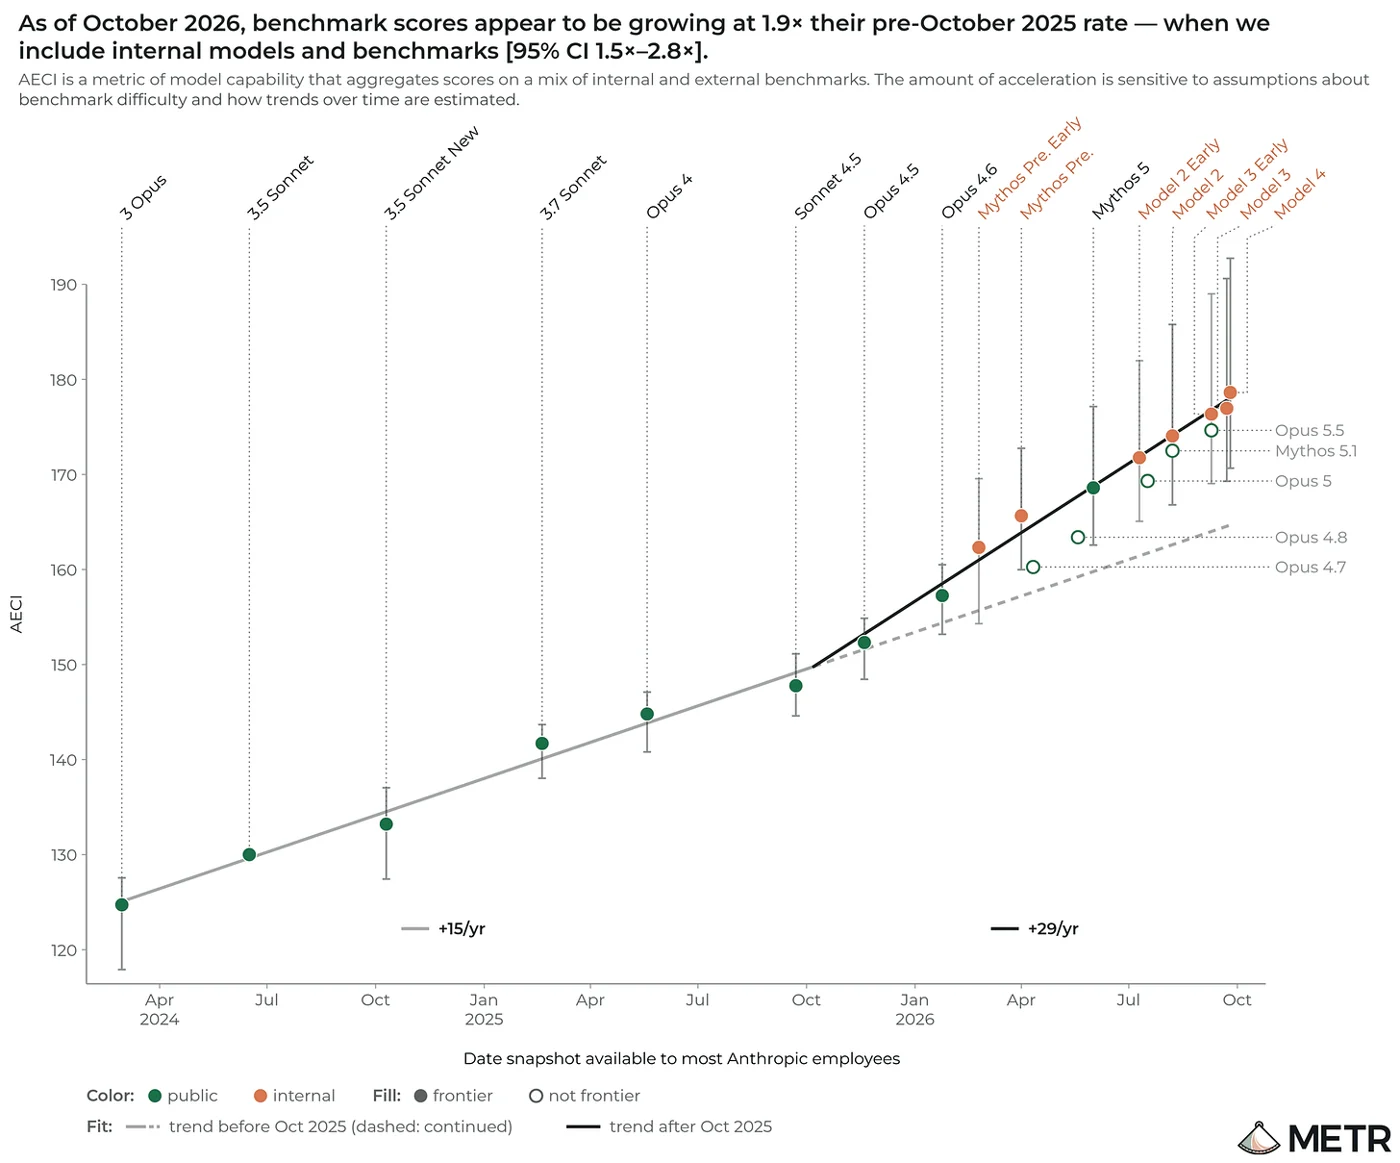 As of October 2026, benchmark scores appear to be growing at 1.9× their pre-October 2025 rate — when we
include internal models and benchmarks [95% CI 1.5×–2.8×].
AECI is a metric of model capability that aggregates scores on a mix of internal and external benchmarks. The amount of acceleration is sensitive to assumptions about
benchmark difficulty and how trends over time are estimated.
3 Opus
3.5 Sonnet
3.5 Sonnet New
3.7 Sonnet
Opus 4
Sonnet 4.5
Opus 4.5
Opus 4.6
Mythos Pre. Early
Mythos Pre.
Mythos 5
Model 2 Early
Model 2
Model 3 Early
Model 3
Model 4
190
180
170
160
150
140
130
120
AECI
Opus 5.5
Mythos 5.1
Opus 5
Opus 4.8
Opus 4.7
+15/yr
+29/yr
Apr
2024
Jul
Oct
Jan
2025
Apr
Jul
Oct
Jan
2026
Apr
Jul
Oct
Date snapshot available to most Anthropic employees
Color: public internal Fill: frontier not frontier
Fit: trend before Oct 2025 (dashed: continued) trend after Oct 2025
METR